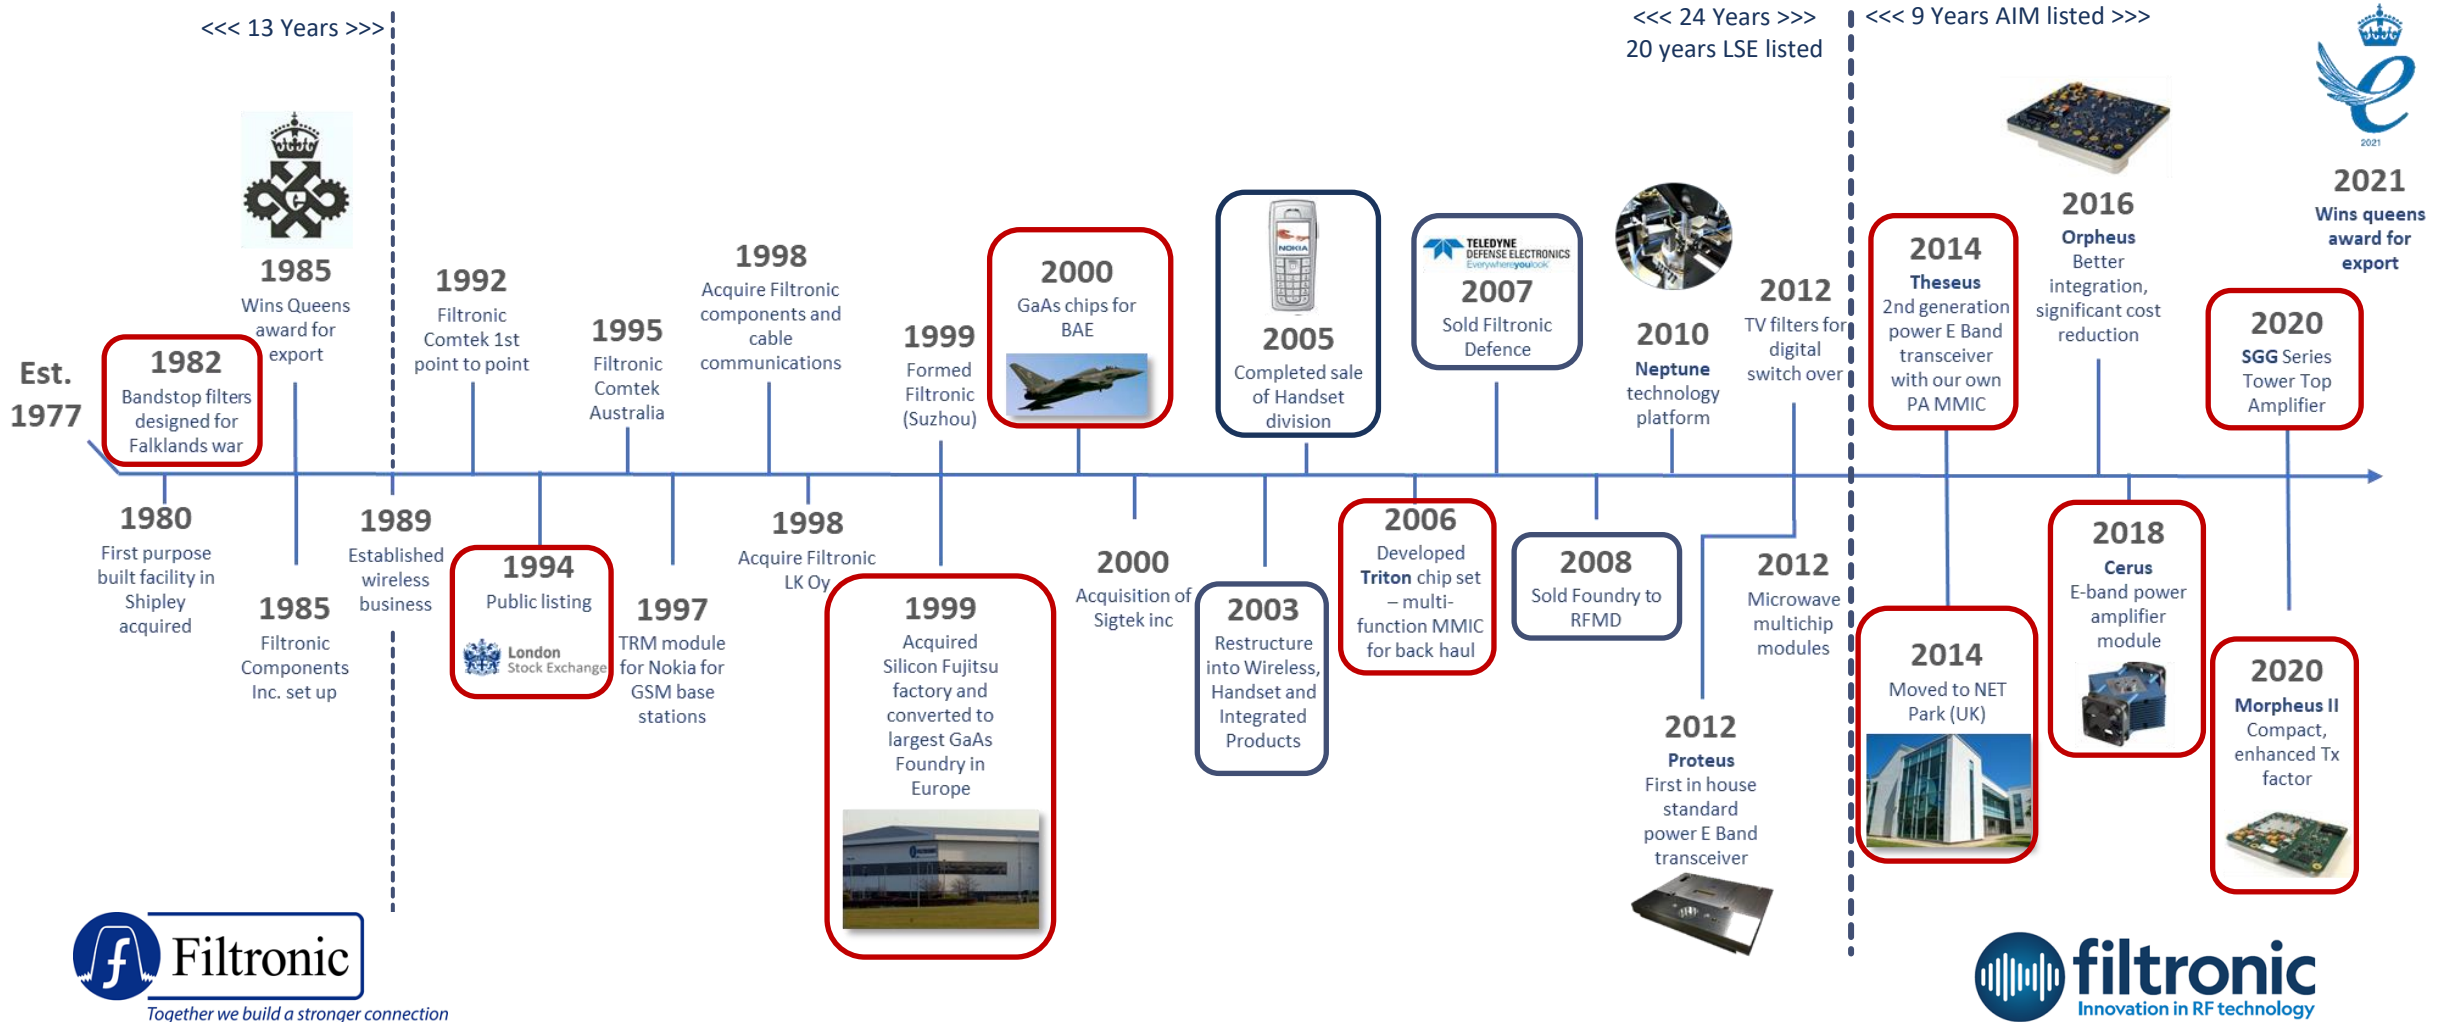 <<< 13 Years >>>
<<< 24 Years >>>
20 years LSE listed
<<< 9 Years AIM listed >>>
Est.
1977
1982
Bandstop filters
designed for
Falklands war
1980
First purpose
built facility in
Shipley
acquired
1985
Wins Queens
award for
export
1985
Filtronic
Components
Inc. set up
1989
Established
wireless
business
1992
Filtronic
Comtek 1st
point to point
1994
Public listing
London
Stock Exchange
1995
Filtronic
Comtek
Australia
1997
TRM module
for Nokia for
GSM base
stations
1998
Acquire Filtronic
components and
cable
communications
1998
Acquire Filtronic
LK Oy
1999
Formed
Filtronic
(Suzhou)
1999
Acquired
Silicon Fujitsu
factory and
converted to
largest GaAs
Foundry in
Europe
2000
GaAs chips for
BAE
2000
Acquisition of
Sigtek inc
2003
Restructure
into Wireless,
Handset and
Integrated
Products
NOKIA
2005
Completed sale
of Handset
division
2006
Developed
Triton chip set
– multi-
function MMIC
for back haul
TELEDYNE
DEFENSE ELECTRONICS
Everywhereyoulook
2007
Sold Filtronic
Defence
2008
Sold Foundry to
RFMD
2010
Neptune
technology
platform
2012
TV filters for
digital
switch over
2012
Microwave
multichip
modules
2012
Proteus
First in house
standard
power E Band
transceiver
2014
Theseus
2nd generation
power E Band
transceiver
with our own
PA MMIC
2014
Moved to NET
Park (UK)
2016
Orpheus
Better
integration,
significant cost
reduction
2018
Cerus
E-band power
amplifier
module
2020
SGG Series
Tower Top
Amplifier
2020
Morpheus II
Compact,
enhanced Tx
factor
2021
2021
Wins queens
award for
export
f Filtronic
Together we build a stronger connection
filtronic
Innovation in RF technology